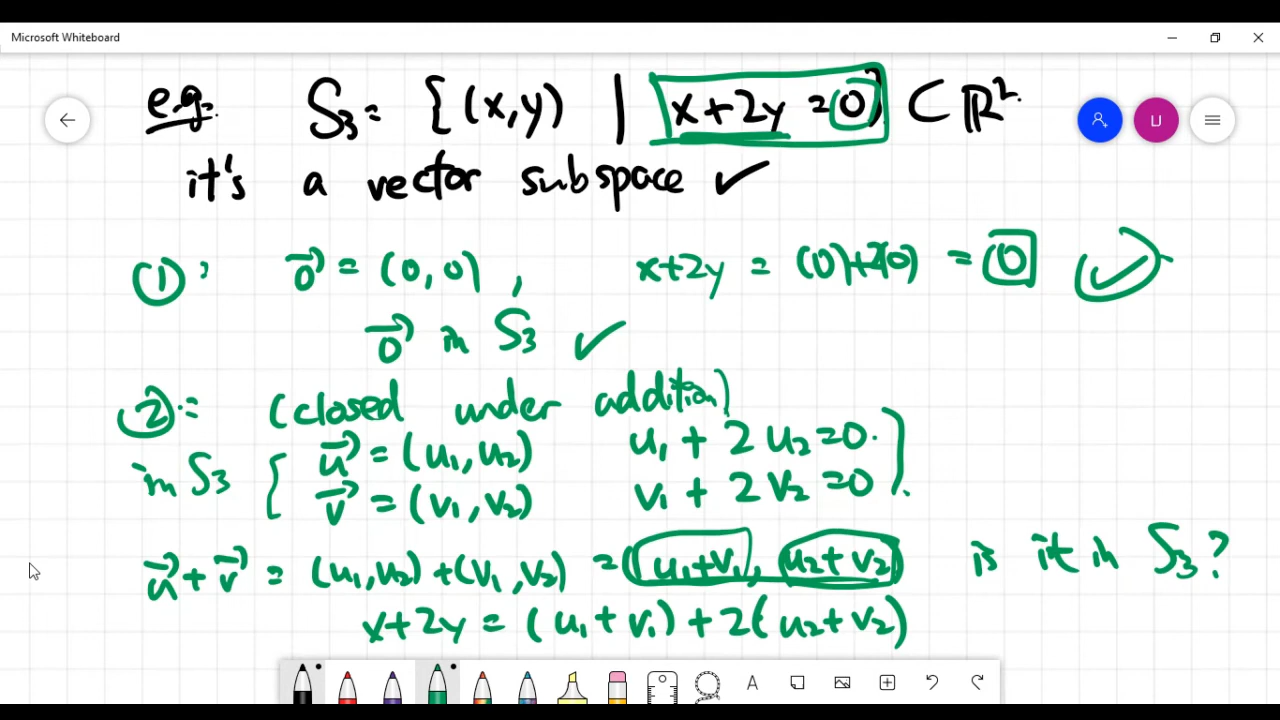 Microsoft Whiteboard
e.g. S₃ = {(x,y) | x+2y = 0} ⊂ ℝ².
it's a vector subspace ✓
①: 0⃗ = (0,0), x+2y = (0)+2(0) = 0 ✓
0⃗ in S₃ ✓
②: (closed under addition)
in S₃ { u⃗ = (u₁,u₂) u₁ + 2u₂ = 0.
v⃗ = (v₁,v₂) v₁ + 2v₂ = 0 }.
u⃗+v⃗ = (u₁,u₂)+(v₁,v₂) = (u₁+v₁, u₂+v₂) is it in S₃?
x+2y = (u₁+v₁)+2(u₂+v₂)
U
A